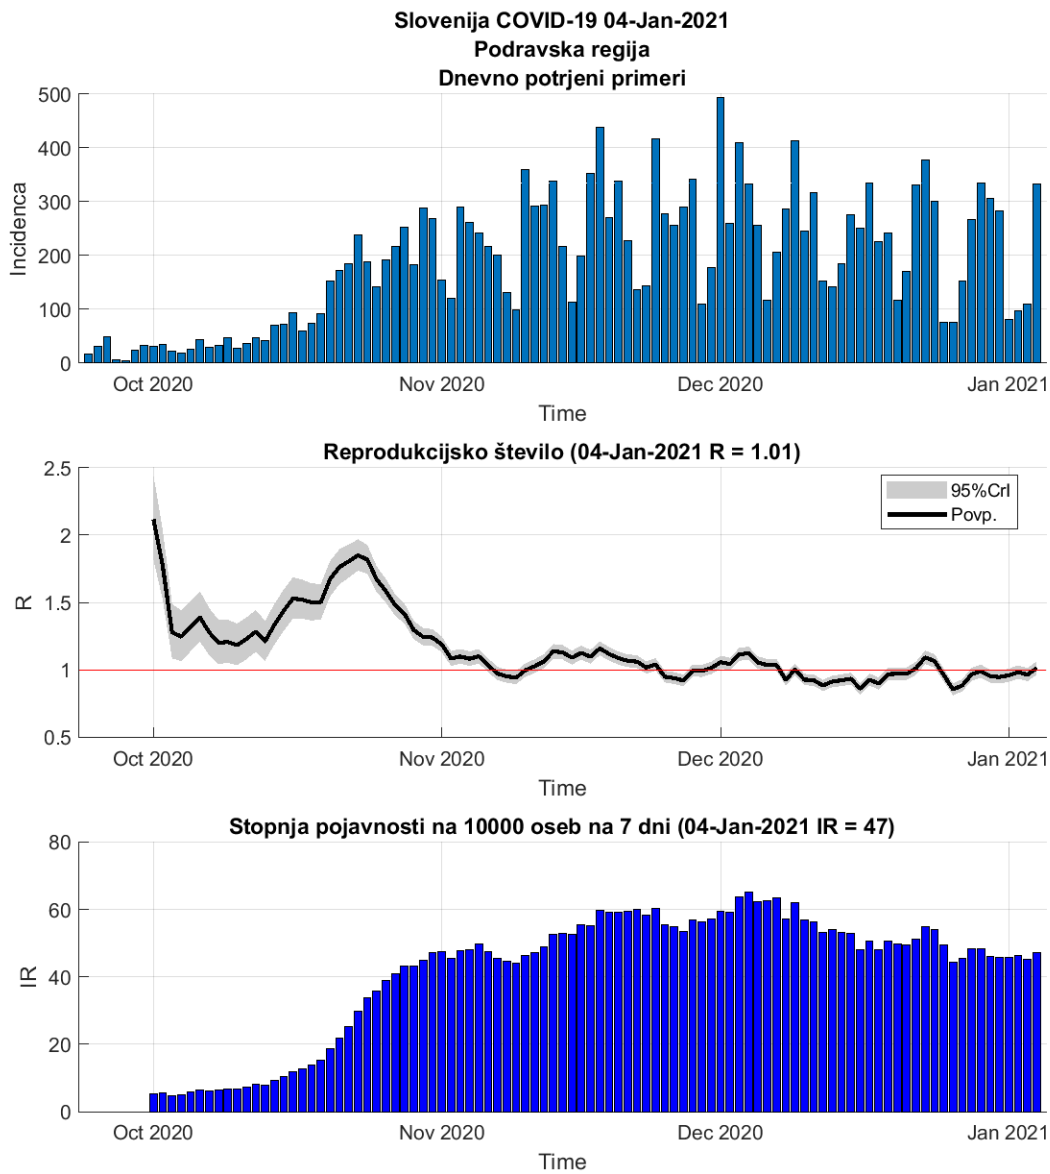 Slovenija COVID-19 04-Jan-2021
Podravska regija
Dnevno potrjeni primeri
500
400
300
200
100
0
Incidenca
Oct 2020 Nov 2020 Dec 2020 Jan 2021
Time
Reprodukcijsko število (04-Jan-2021 R = 1.01)
2.5
2
1.5
1
0.5
R
95%CrI
Povp.
Oct 2020 Nov 2020 Dec 2020 Jan 2021
Time
Stopnja pojavnosti na 10000 oseb na 7 dni (04-Jan-2021 IR = 47)
80
60
40
20
0
IR
Oct 2020 Nov 2020 Dec 2020 Jan 2021
Time